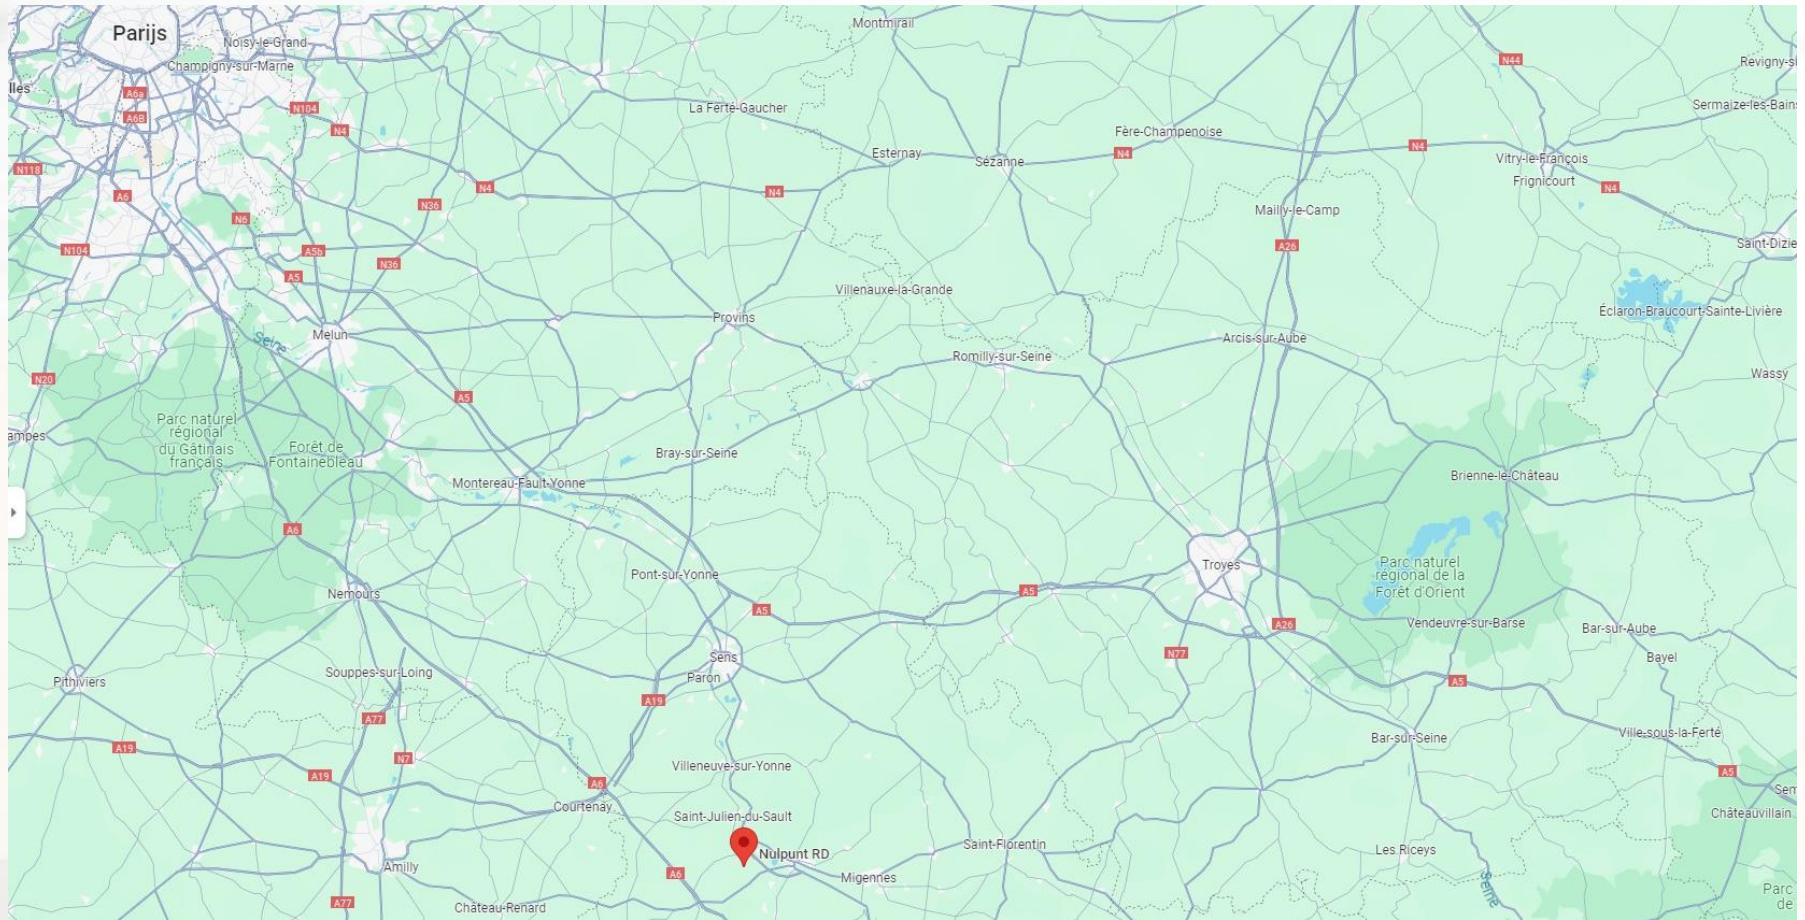 Parijs
Noisy-le-Grand
Champigny-sur-Marne
lles
A6a
A6B
N104
N4
N118
A6
N6
N104
A5b
A5
N36
N36
N4
N4
Montmirail
La Ferté-Gaucher
Esternay
Sézanne
N4
Fère-Champenoise
N4
N44
Revigny-s
Sermaize-les-Bains
Vitry-le-François
Frignicourt
N4
Mailly-le-Camp
A26
Saint-Dizie
Éclaron-Braucourt-Sainte-Livière
Wassy
Villenauxe-la-Grande
Provins
Romilly-sur-Seine
Arcis-sur-Aube
Seine
Melun
N20
ampes
Parc naturel
régional
du Gâtinais
français
Forêt de
Fontainebleau
A5
Bray-sur-Seine
Montereau-Fault-Yonne
Brienne-le-Château
A6
Nemours
Pont-sur-Yonne
A5
A5
Troyes
Parc naturel
régional de la
Forêt d'Orient
A26
Vendeuvre-sur-Barse
Bar-sur-Aube
Bayel
N77
A5
Sens
Paron
A19
Souppes-sur-Loing
Pithiviers
A77
A19
N7
A19
Villeneuve-sur-Yonne
A6
Courtenay
Bar-sur-Seine
Ville-sous-la-Ferté
A5
Sem
Châteauvillain
Saint-Julien-du-Sault
Nulpunt RD
Saint-Florentin
Les Riceys
Amilly
A6
Migennes
A77
Château-Renard
Seine
Parc
de